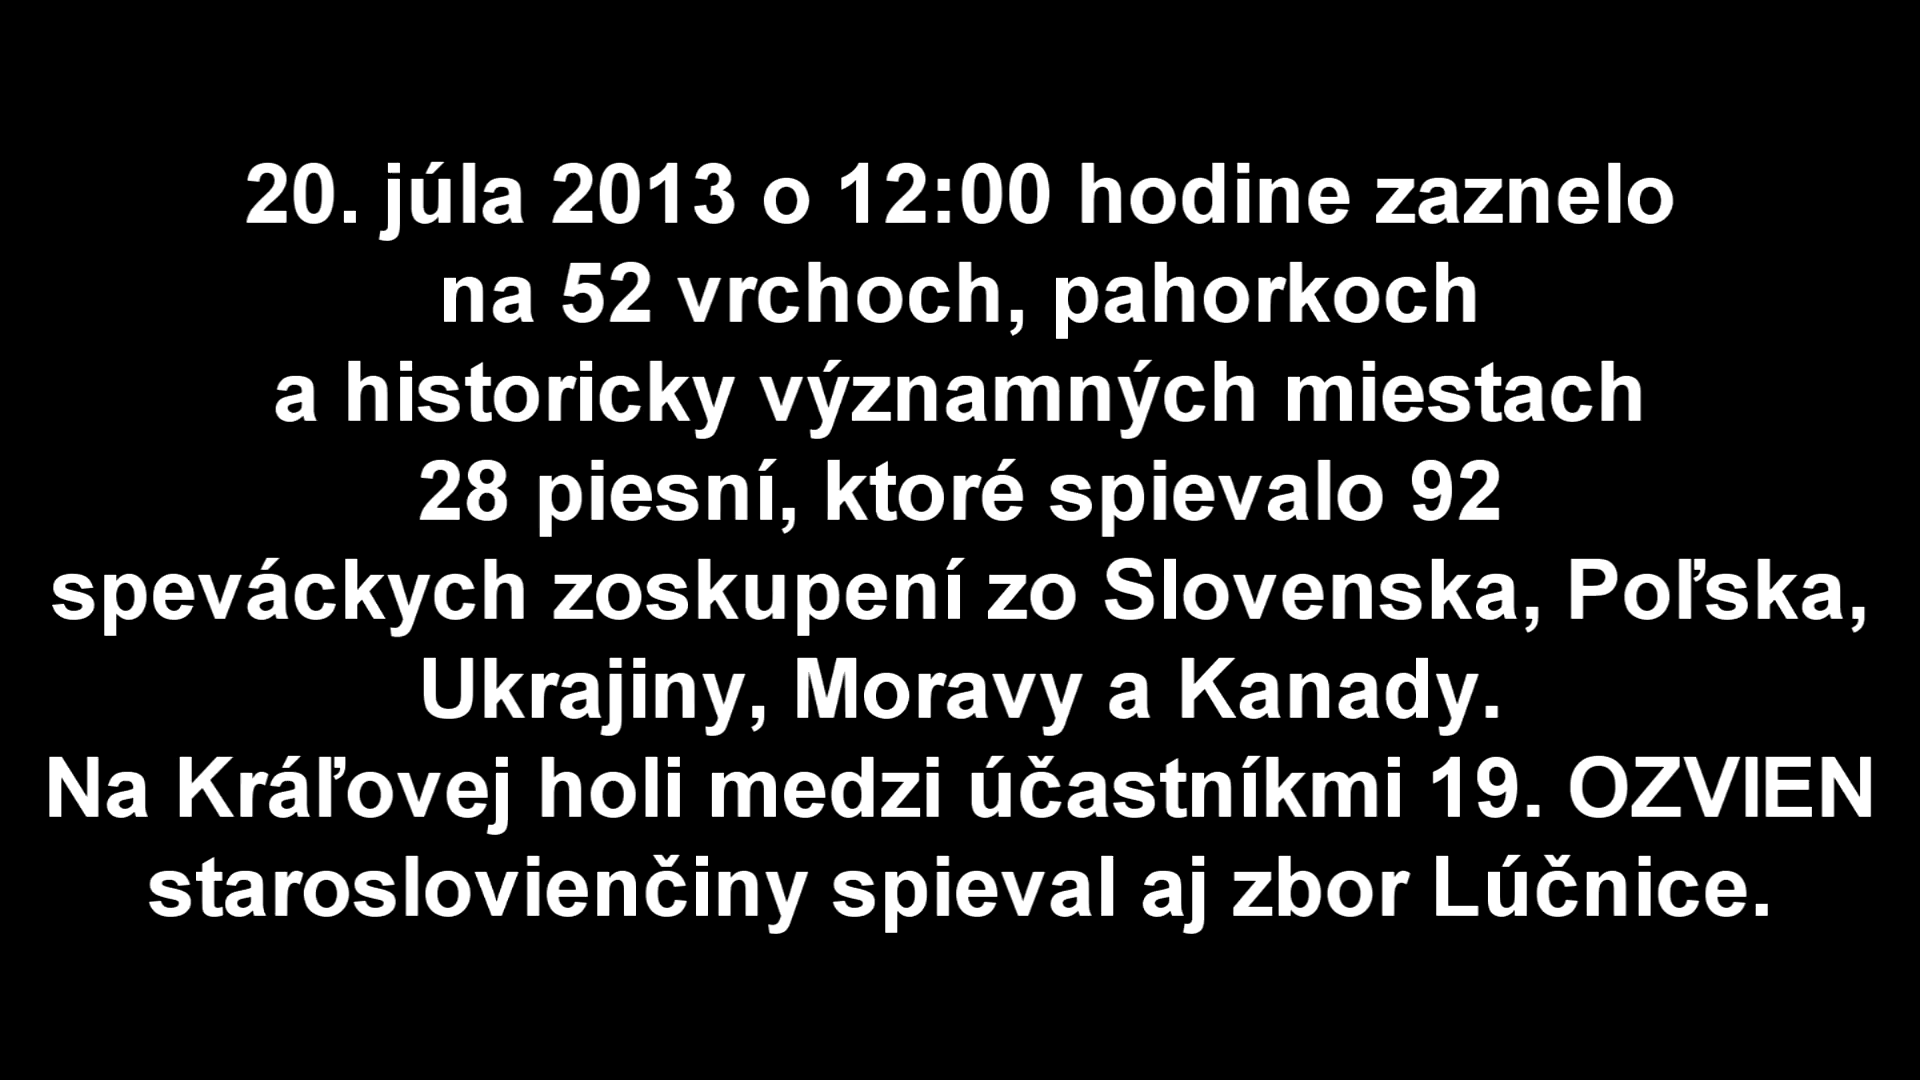 20. júla 2013 o 12:00 hodine zaznelo
na 52 vrchoch, pahorkoch
a historicky významných miestach
28 piesní, ktoré spievalo 92
speváckych zoskupení zo Slovenska, Poľska,
Ukrajiny, Moravy a Kanady.
Na Kráľovej holi medzi účastníkmi 19. OZVIEN
staroslovienčiny spieval aj zbor Lúčnice.